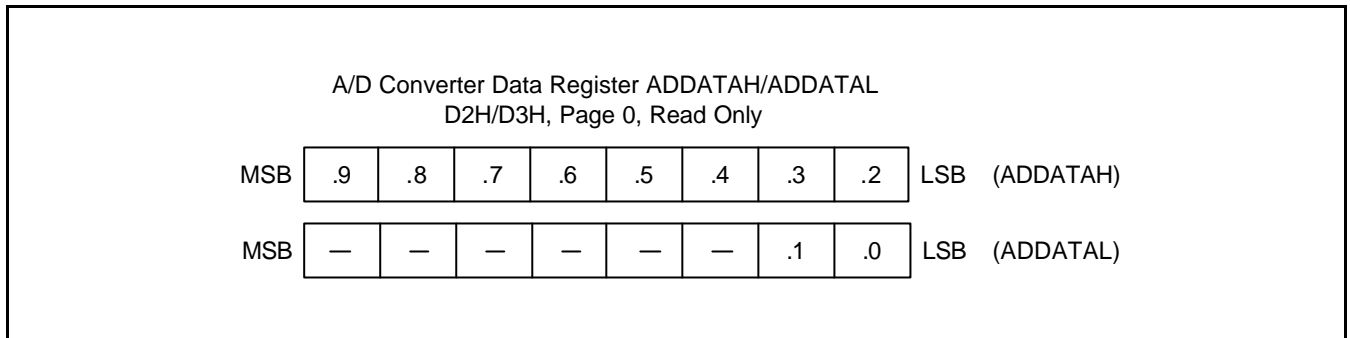 A/D Converter Data Register ADDATAH/ADDATAL
D2H/D3H, Page 0, Read Only
MSB .9 .8 .7 .6 .5 .4 .3 .2 LSB (ADDATAH)
MSB – – – – – – .1 .0 LSB (ADDATAL)